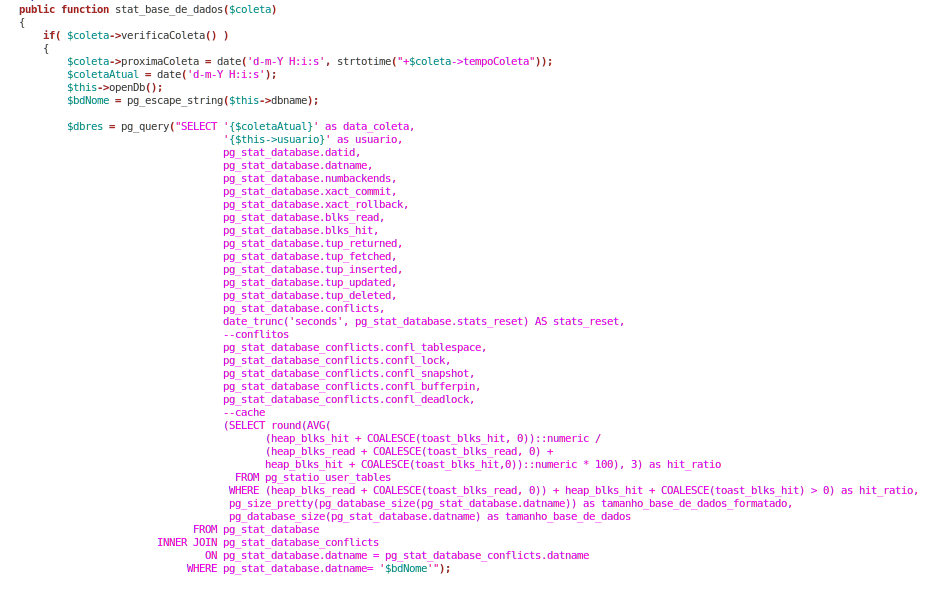 public function stat_base_de_dados($coleta)
{
    if( $coleta->verificaColeta() )
    {
        $coleta->proximaColeta = date('d-m-Y H:i:s', strtotime("+$coleta->tempoColeta"));
        $coletaAtual = date('d-m-Y H:i:s');
        $this->openDb();
        $bdNome = pg_escape_string($this->dbname);

        $dbres = pg_query("SELECT '{$coletaAtual}' as data_coleta,
                                  '{$this->usuario}' as usuario,
                                  pg_stat_database.datid,
                                  pg_stat_database.datname,
                                  pg_stat_database.numbackends,
                                  pg_stat_database.xact_commit,
                                  pg_stat_database.xact_rollback,
                                  pg_stat_database.blks_read,
                                  pg_stat_database.blks_hit,
                                  pg_stat_database.tup_returned,
                                  pg_stat_database.tup_fetched,
                                  pg_stat_database.tup_inserted,
                                  pg_stat_database.tup_updated,
                                  pg_stat_database.tup_deleted,
                                  pg_stat_database.conflicts,
                                  date_trunc('seconds', pg_stat_database.stats_reset) AS stats_reset,
                                  --conflitos
                                  pg_stat_database_conflicts.confl_tablespace,
                                  pg_stat_database_conflicts.confl_lock,
                                  pg_stat_database_conflicts.confl_snapshot,
                                  pg_stat_database_conflicts.confl_bufferpin,
                                  pg_stat_database_conflicts.confl_deadlock,
                                  --cache
                                  (SELECT round(AVG(
                                         (heap_blks_hit + COALESCE(toast_blks_hit, 0))::numeric /
                                         (heap_blks_read + COALESCE(toast_blks_read, 0) +
                                         heap_blks_hit + COALESCE(toast_blks_hit,0))::numeric * 100), 3) as hit_ratio
                                    FROM pg_statio_user_tables
                                   WHERE (heap_blks_read + COALESCE(toast_blks_read, 0)) + heap_blks_hit + COALESCE(toast_blks_hit) > 0) as hit_ratio,
                                   pg_size_pretty(pg_database_size(pg_stat_database.datname)) as tamanho_base_de_dados_formatado,
                                   pg_database_size(pg_stat_database.datname) as tamanho_base_de_dados
                             FROM pg_stat_database
                       INNER JOIN pg_stat_database_conflicts
                               ON pg_stat_database.datname = pg_stat_database_conflicts.datname
                            WHERE pg_stat_database.datname= '$bdNome'");